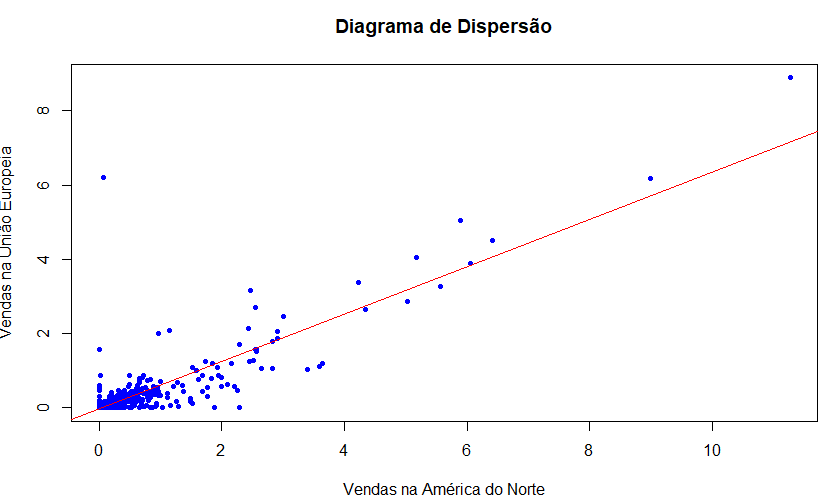 Diagrama de Dispersão
Vendas na União Europeia
8
6
4
2
0
0 2 4 6 8 10
Vendas na América do Norte